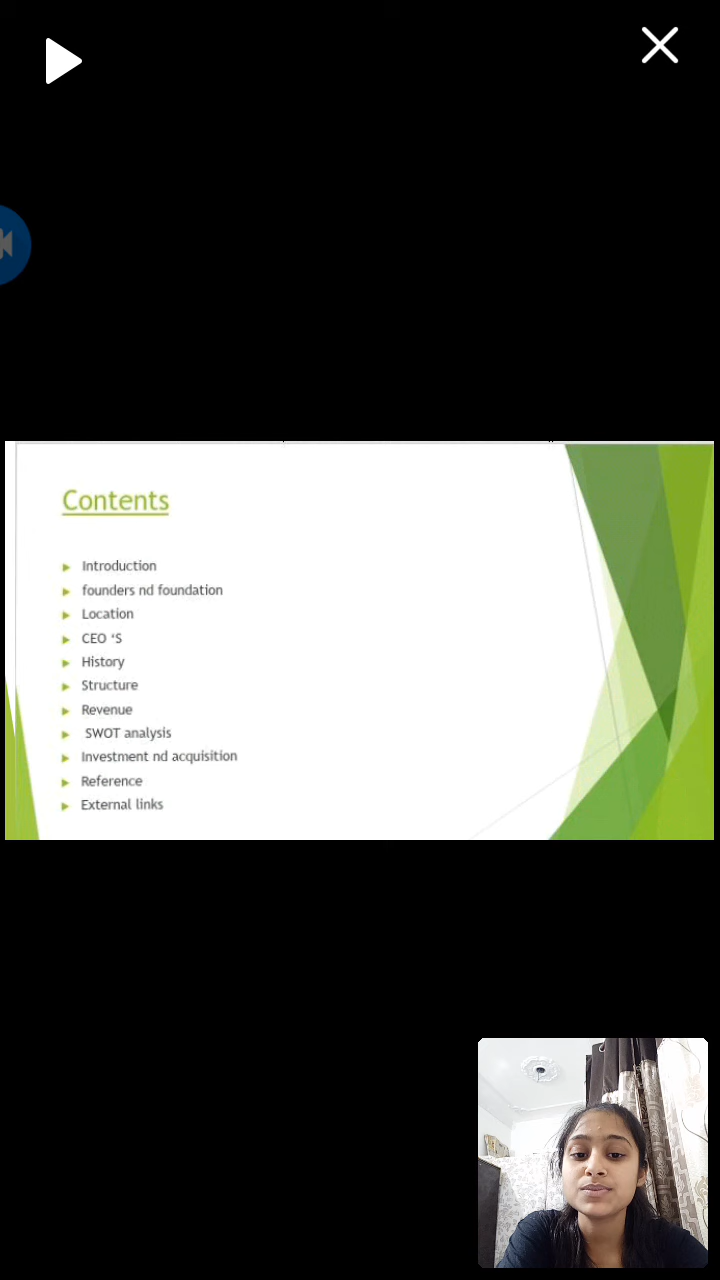 Contents
Introduction
founders nd foundation
Location
CEO ‘S
History
Structure
Revenue
SWOT analysis
Investment nd acquisition
Reference
External links